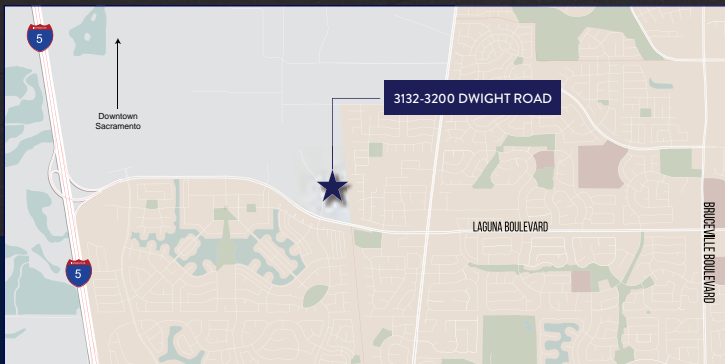 5
Downtown
Sacramento
3132-3200 DWIGHT ROAD
LAGUNA BOULEVARD
BRUCEVILLE BOULEVARD
5